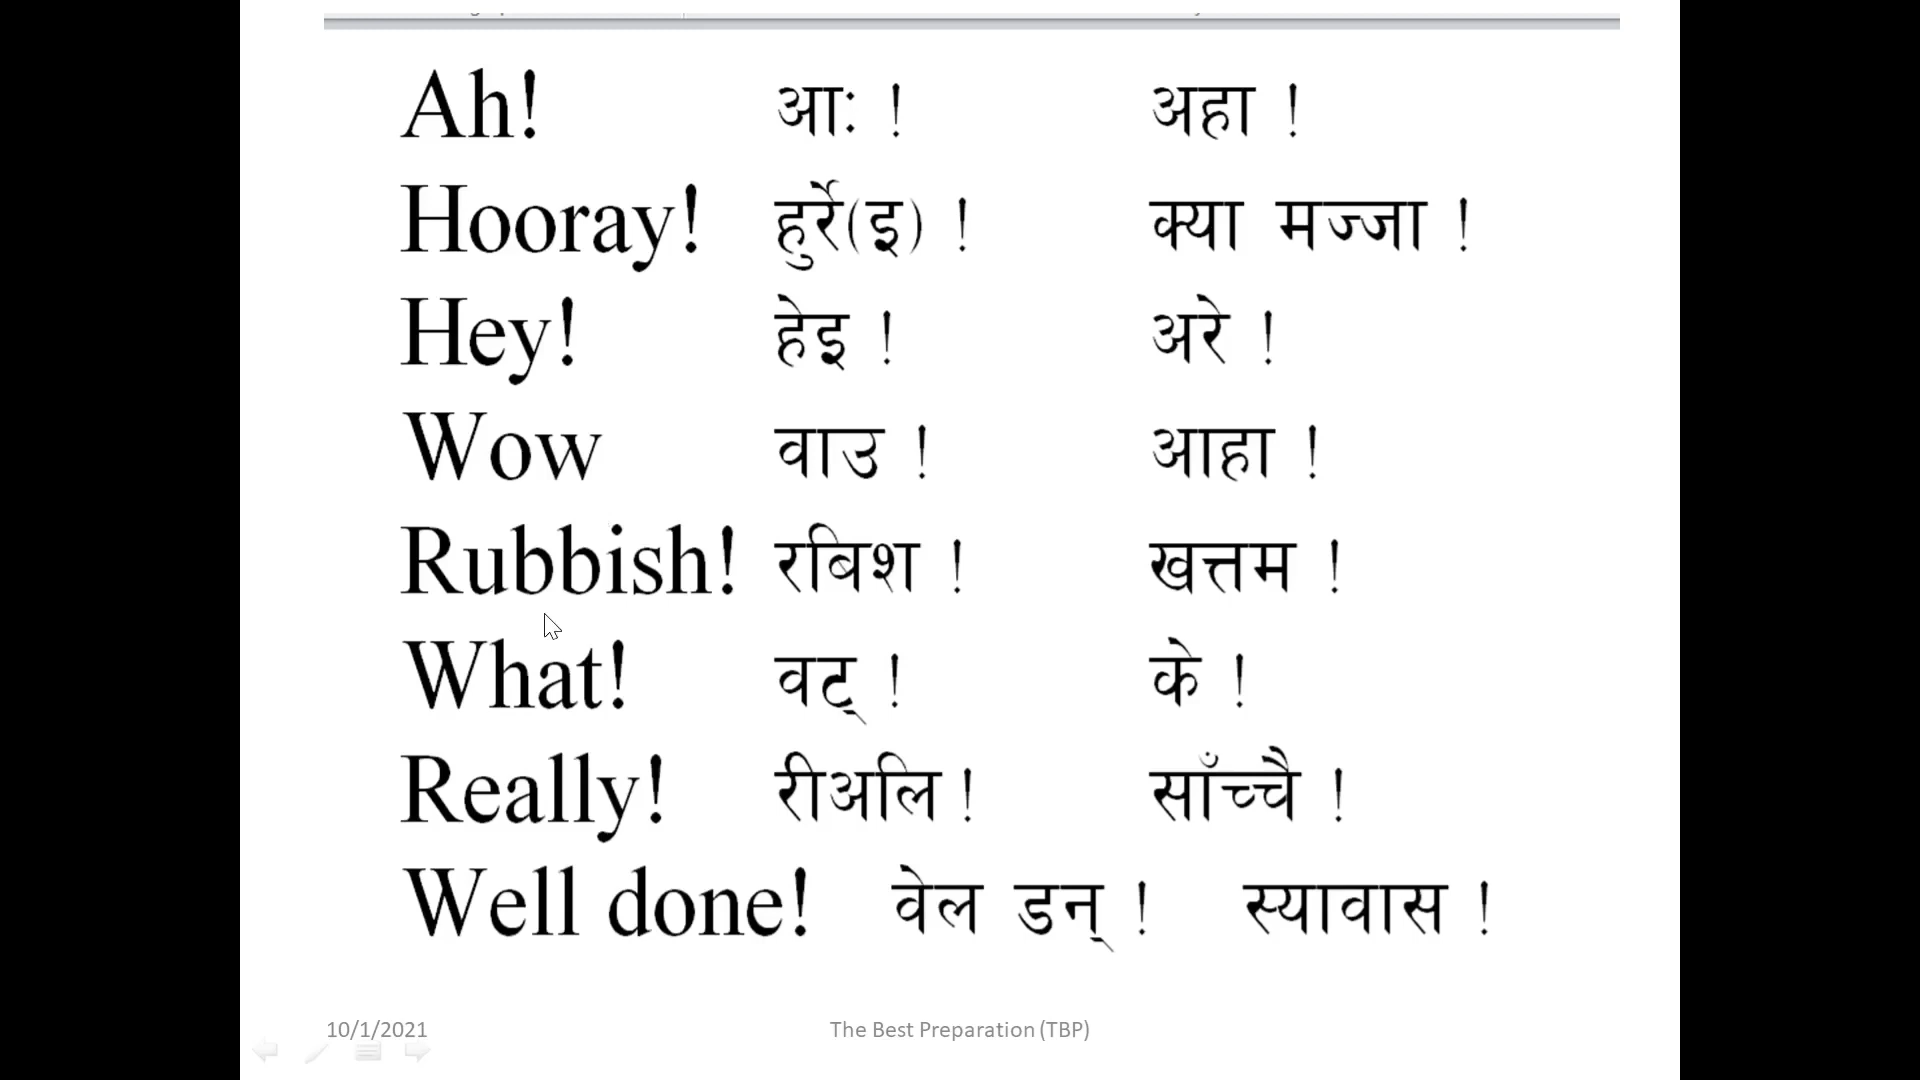 Ah! आः ! अहा !
Hooray! हुर्रे(इ) ! क्या मज्जा !
Hey! हेइ ! अरे !
Wow वाउ ! आहा !
Rubbish! रबिश ! खत्तम !
What! वट् ! के !
Really! रीअलि ! साँच्चै !
Well done! वेल डन् ! स्यावास !
10/1/2021 The Best Preparation (TBP)